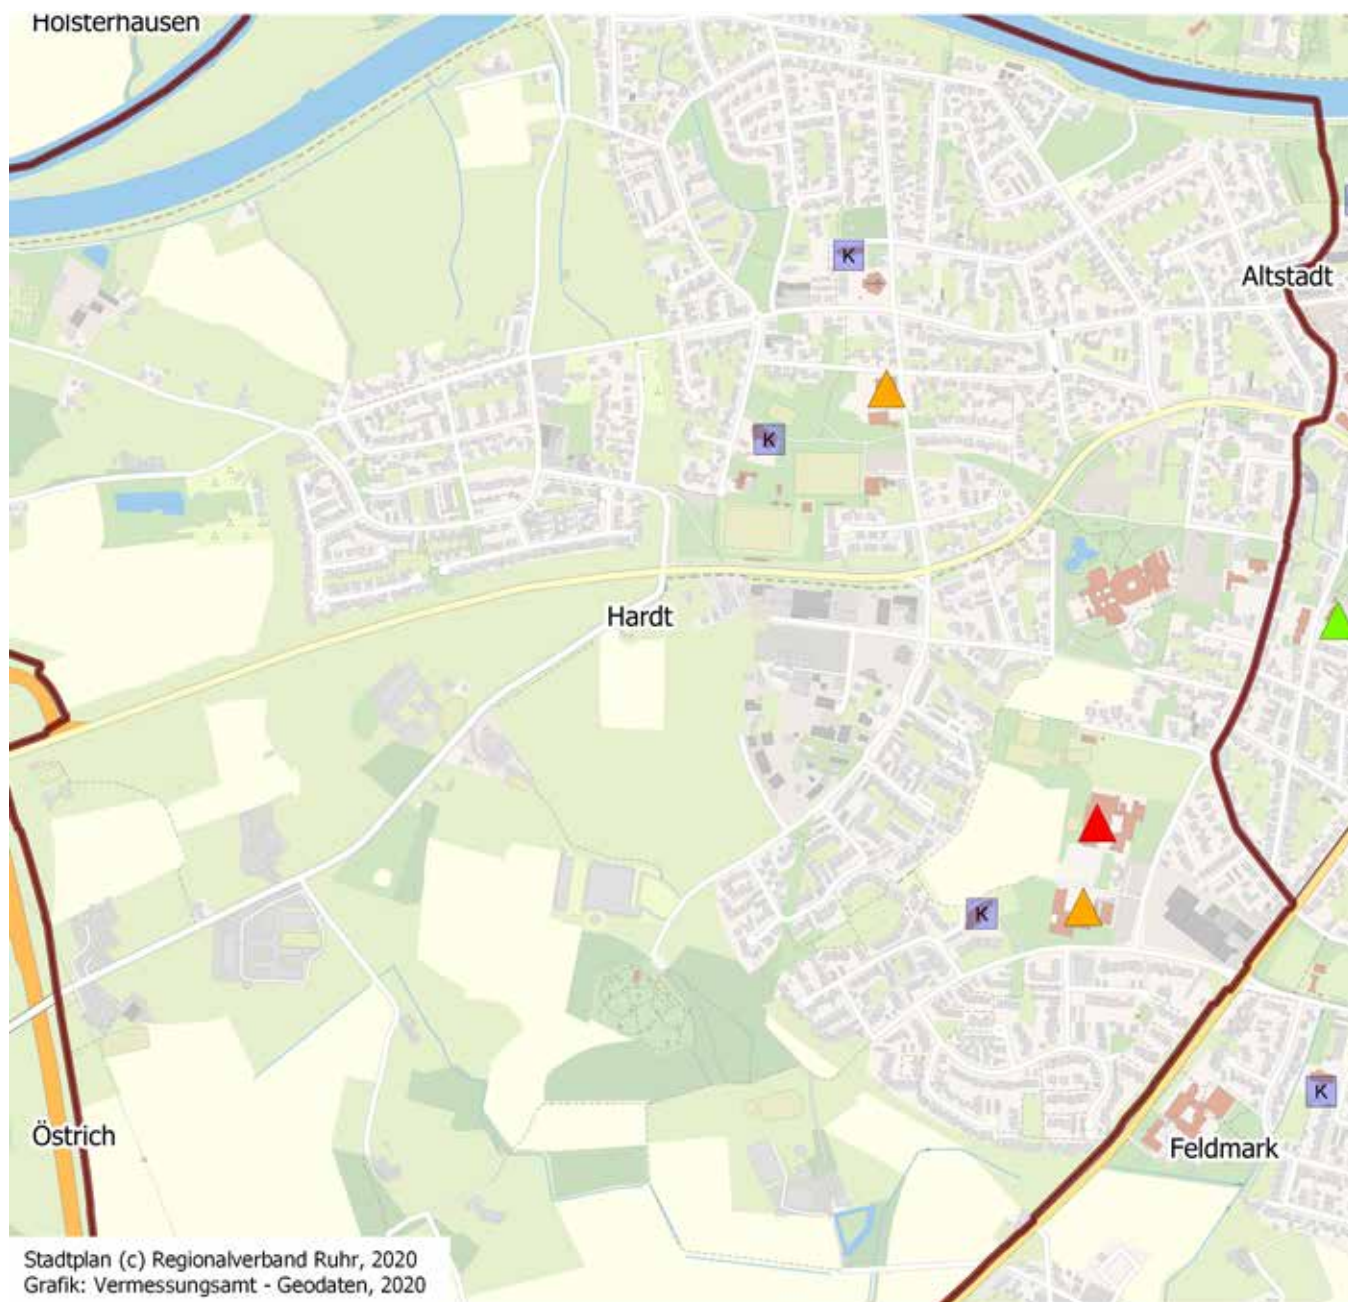 Holsterhausen
K
Altstadt
K
Hardt
K
K
Östrich
Feldmark
Stadtplan (c) Regionalverband Ruhr, 2020
Grafik: Vermessungsamt - Geodaten, 2020